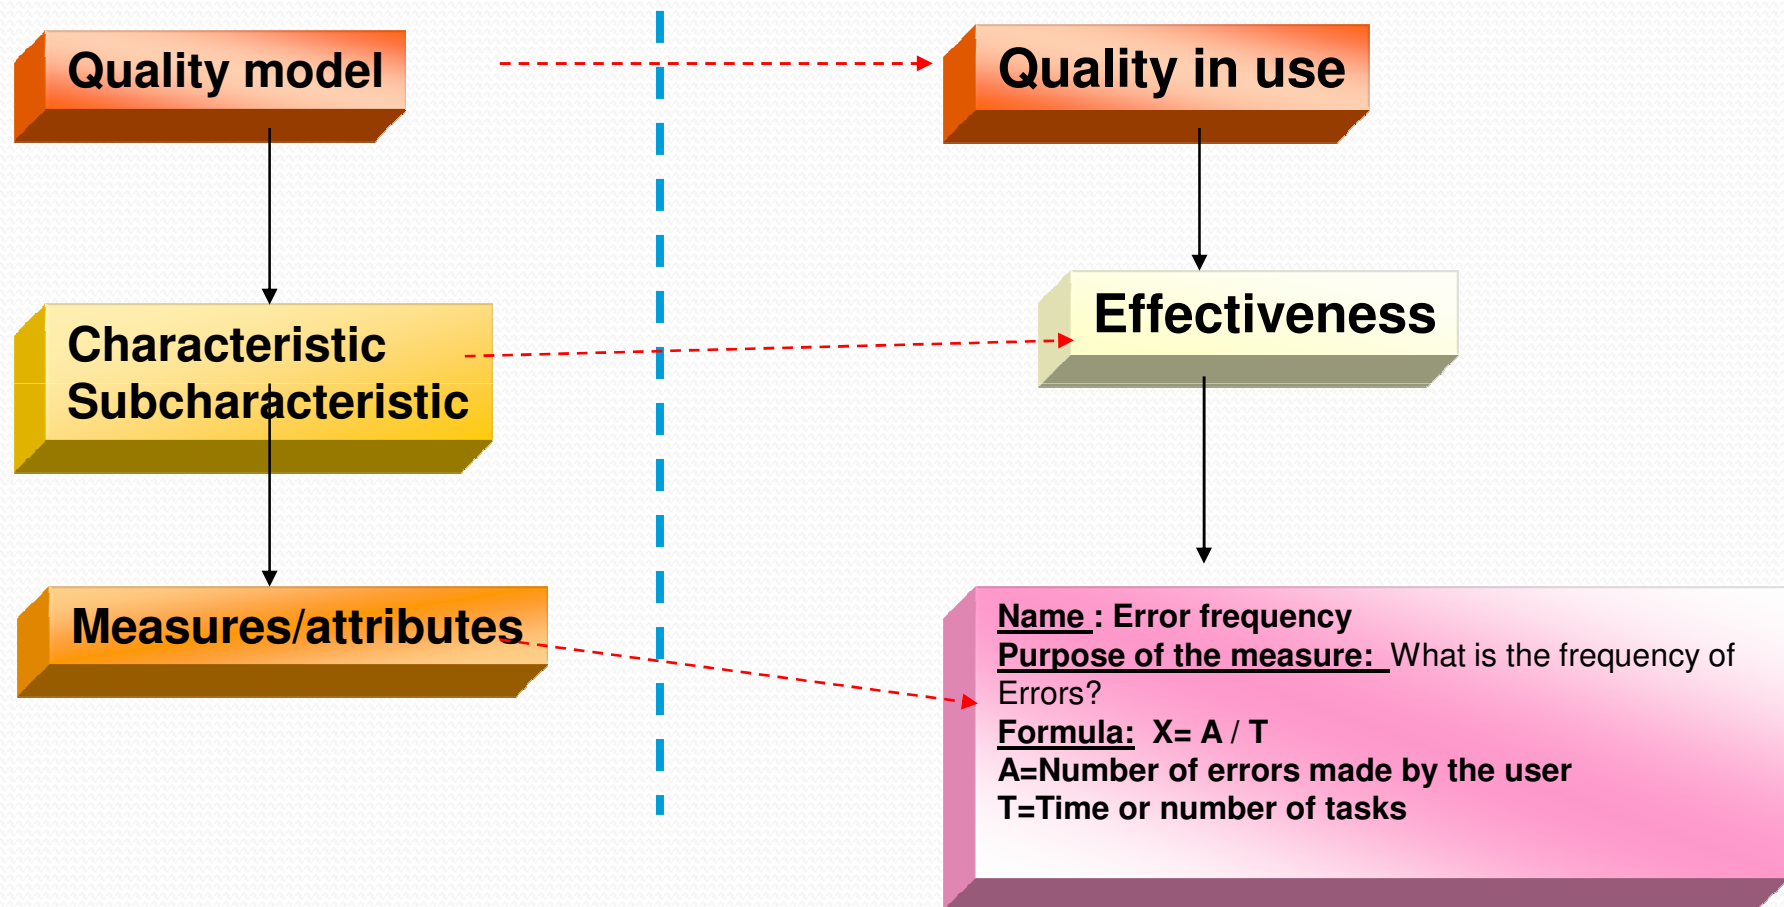 Quality model
Quality in use
Characteristic
Subcharacteristic
Effectiveness
Measures/attributes
Name : Error frequency
Purpose of the measure: What is the frequency of
Errors?
Formula: X= A / T
A=Number of errors made by the user
T=Time or number of tasks